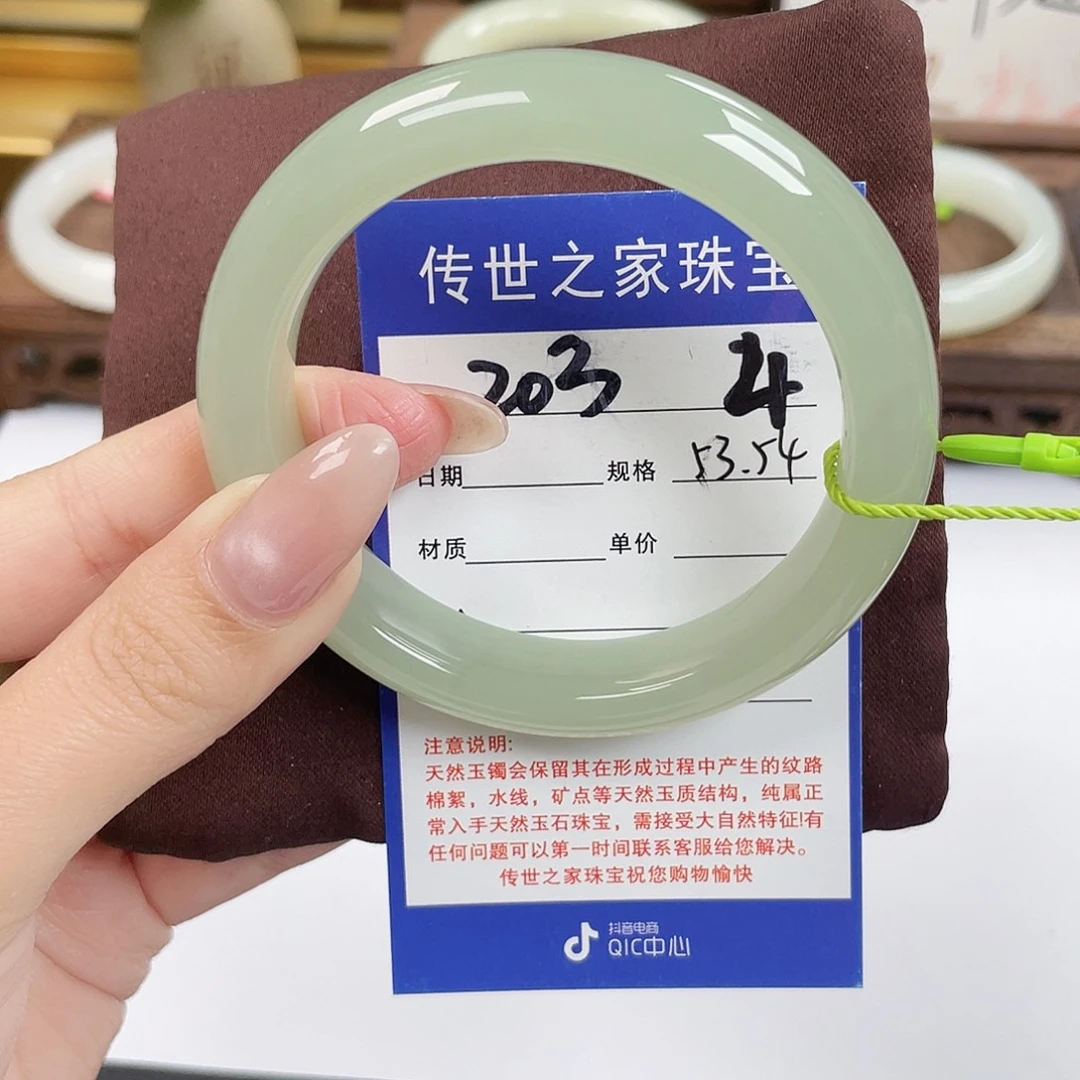 传世之家珠宝
203 4
日期 规格 53.54
材质 单价
注意说明:
天然玉镯会保留其在形成过程中产生的纹路
棉絮，水线，矿点等天然玉质结构，纯属正
常入手天然玉石珠宝，需接受大自然特征!有
任何问题可以第一时间联系客服给您解决。
传世之家珠宝祝您购物愉快
抖音电商
QIC中心